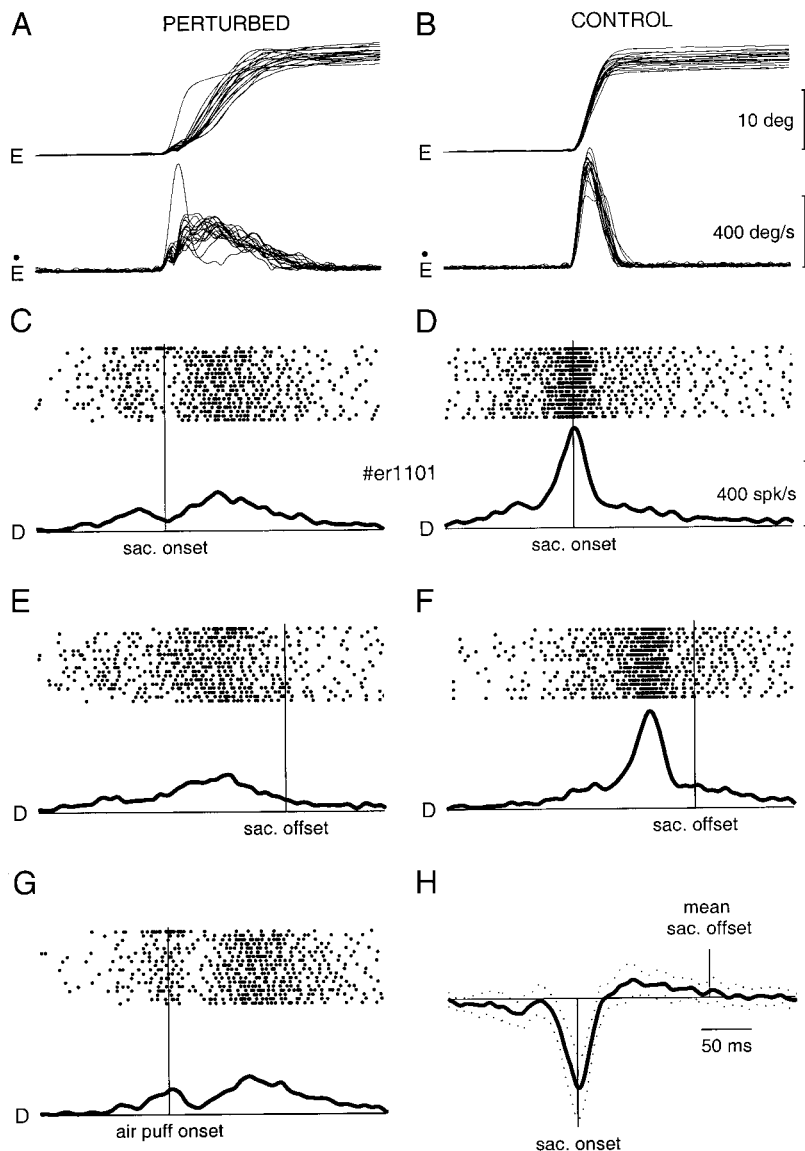 A
PERTURBED
B
CONTROL
10 deg
E
E
400 deg/s
Ė
Ė
C
D
#er1101
400 spk/s
D
D
sac. onset
sac. onset
E
F
D
D
sac. offset
sac. offset
G
H
mean
sac. offset
50 ms
D
air puff onset
sac. onset